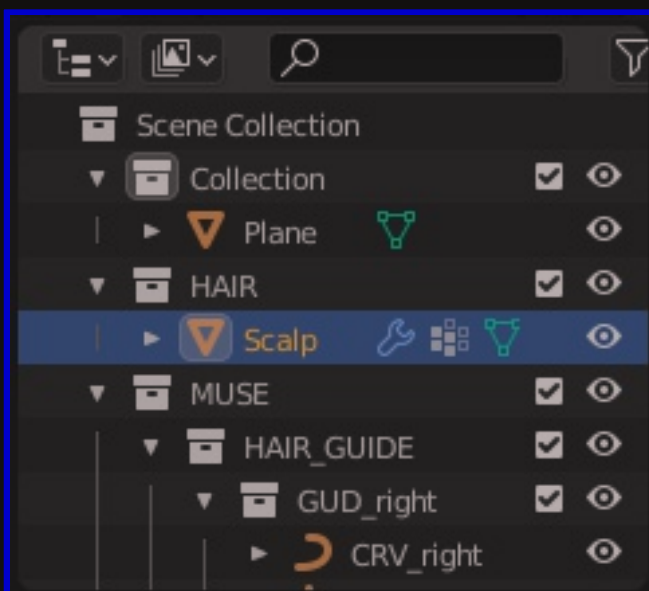 Scene Collection
Collection
Plane
HAIR
Scalp
MUSE
HAIR_GUIDE
GUD_right
CRV_right